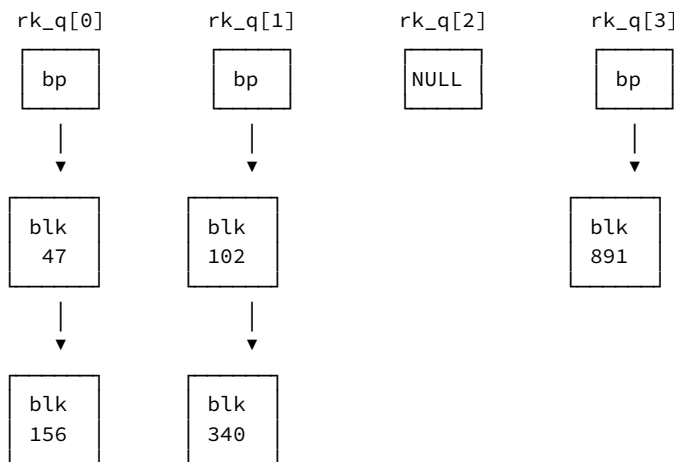 rk_q[0] rk_q[1] rk_q[2] rk_q[3]
bp bp NULL bp
blk blk blk
47 102 891
blk blk
156 340